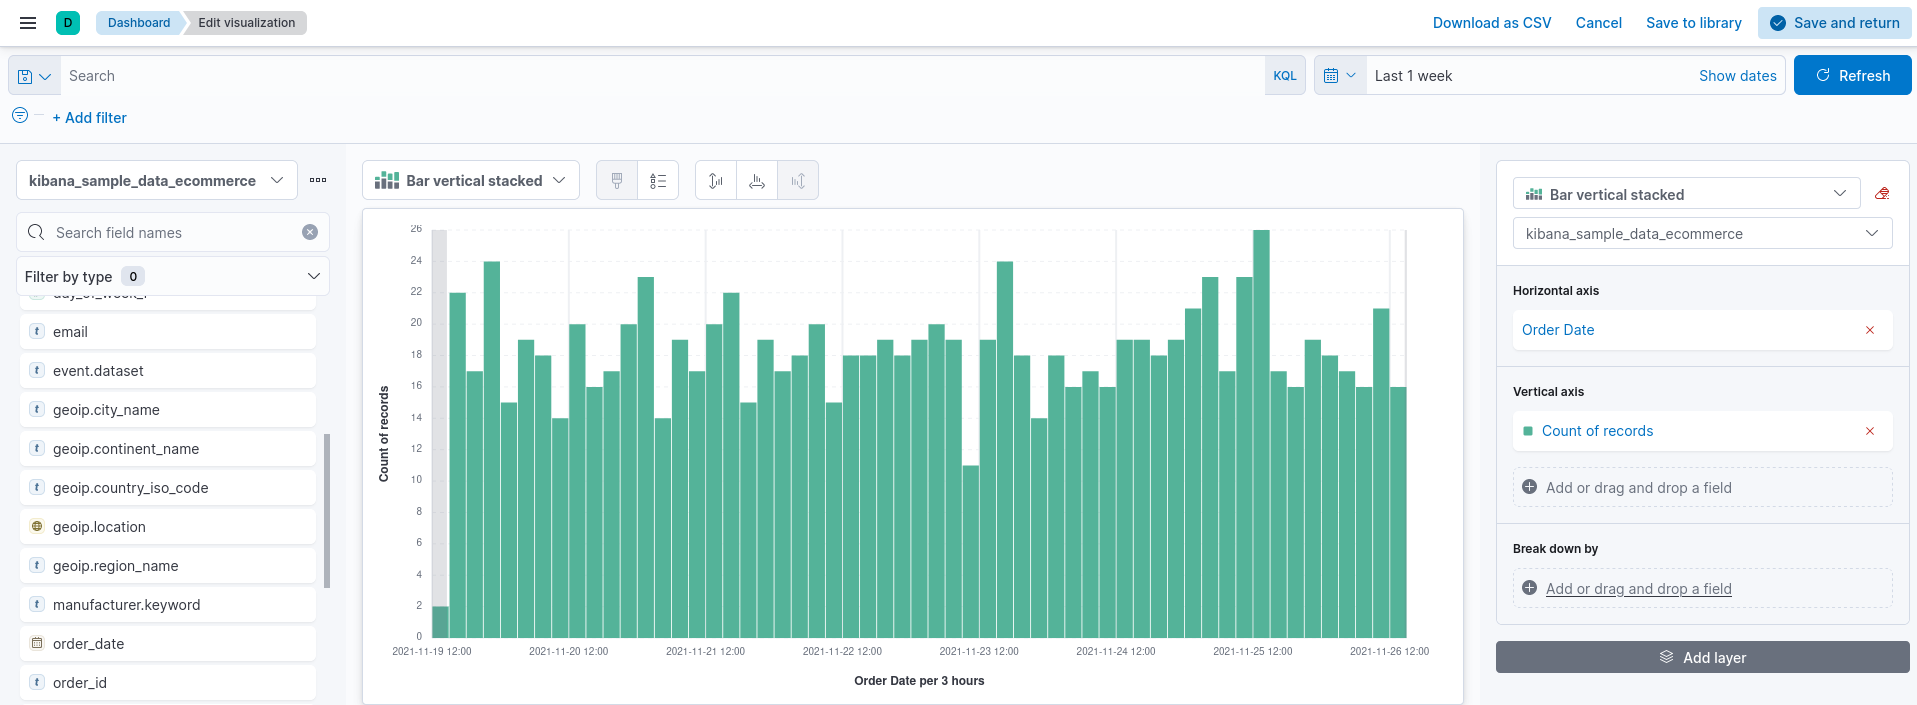 D Dashboard Edit visualization Download as CSV Cancel Save to library Save and return
Search KQL Last 1 week Show dates Refresh
+ Add filter
kibana_sample_data_ecommerce
Search field names
Filter by type 0
email
event.dataset
geoip.city_name
geoip.continent_name
geoip.country_iso_code
geoip.location
geoip.region_name
manufacturer.keyword
order_date
order_id
Bar vertical stacked
Count of records
26
24
22
20
18
16
14
12
10
8
6
4
2
0
2021-11-19 12:00 2021-11-20 12:00 2021-11-21 12:00 2021-11-22 12:00 2021-11-23 12:00 2021-11-24 12:00 2021-11-25 12:00 2021-11-26 12:00
Order Date per 3 hours
Bar vertical stacked
kibana_sample_data_ecommerce
Horizontal axis
Order Date
Vertical axis
Count of records
Add or drag and drop a field
Break down by
Add or drag and drop a field
Add layer